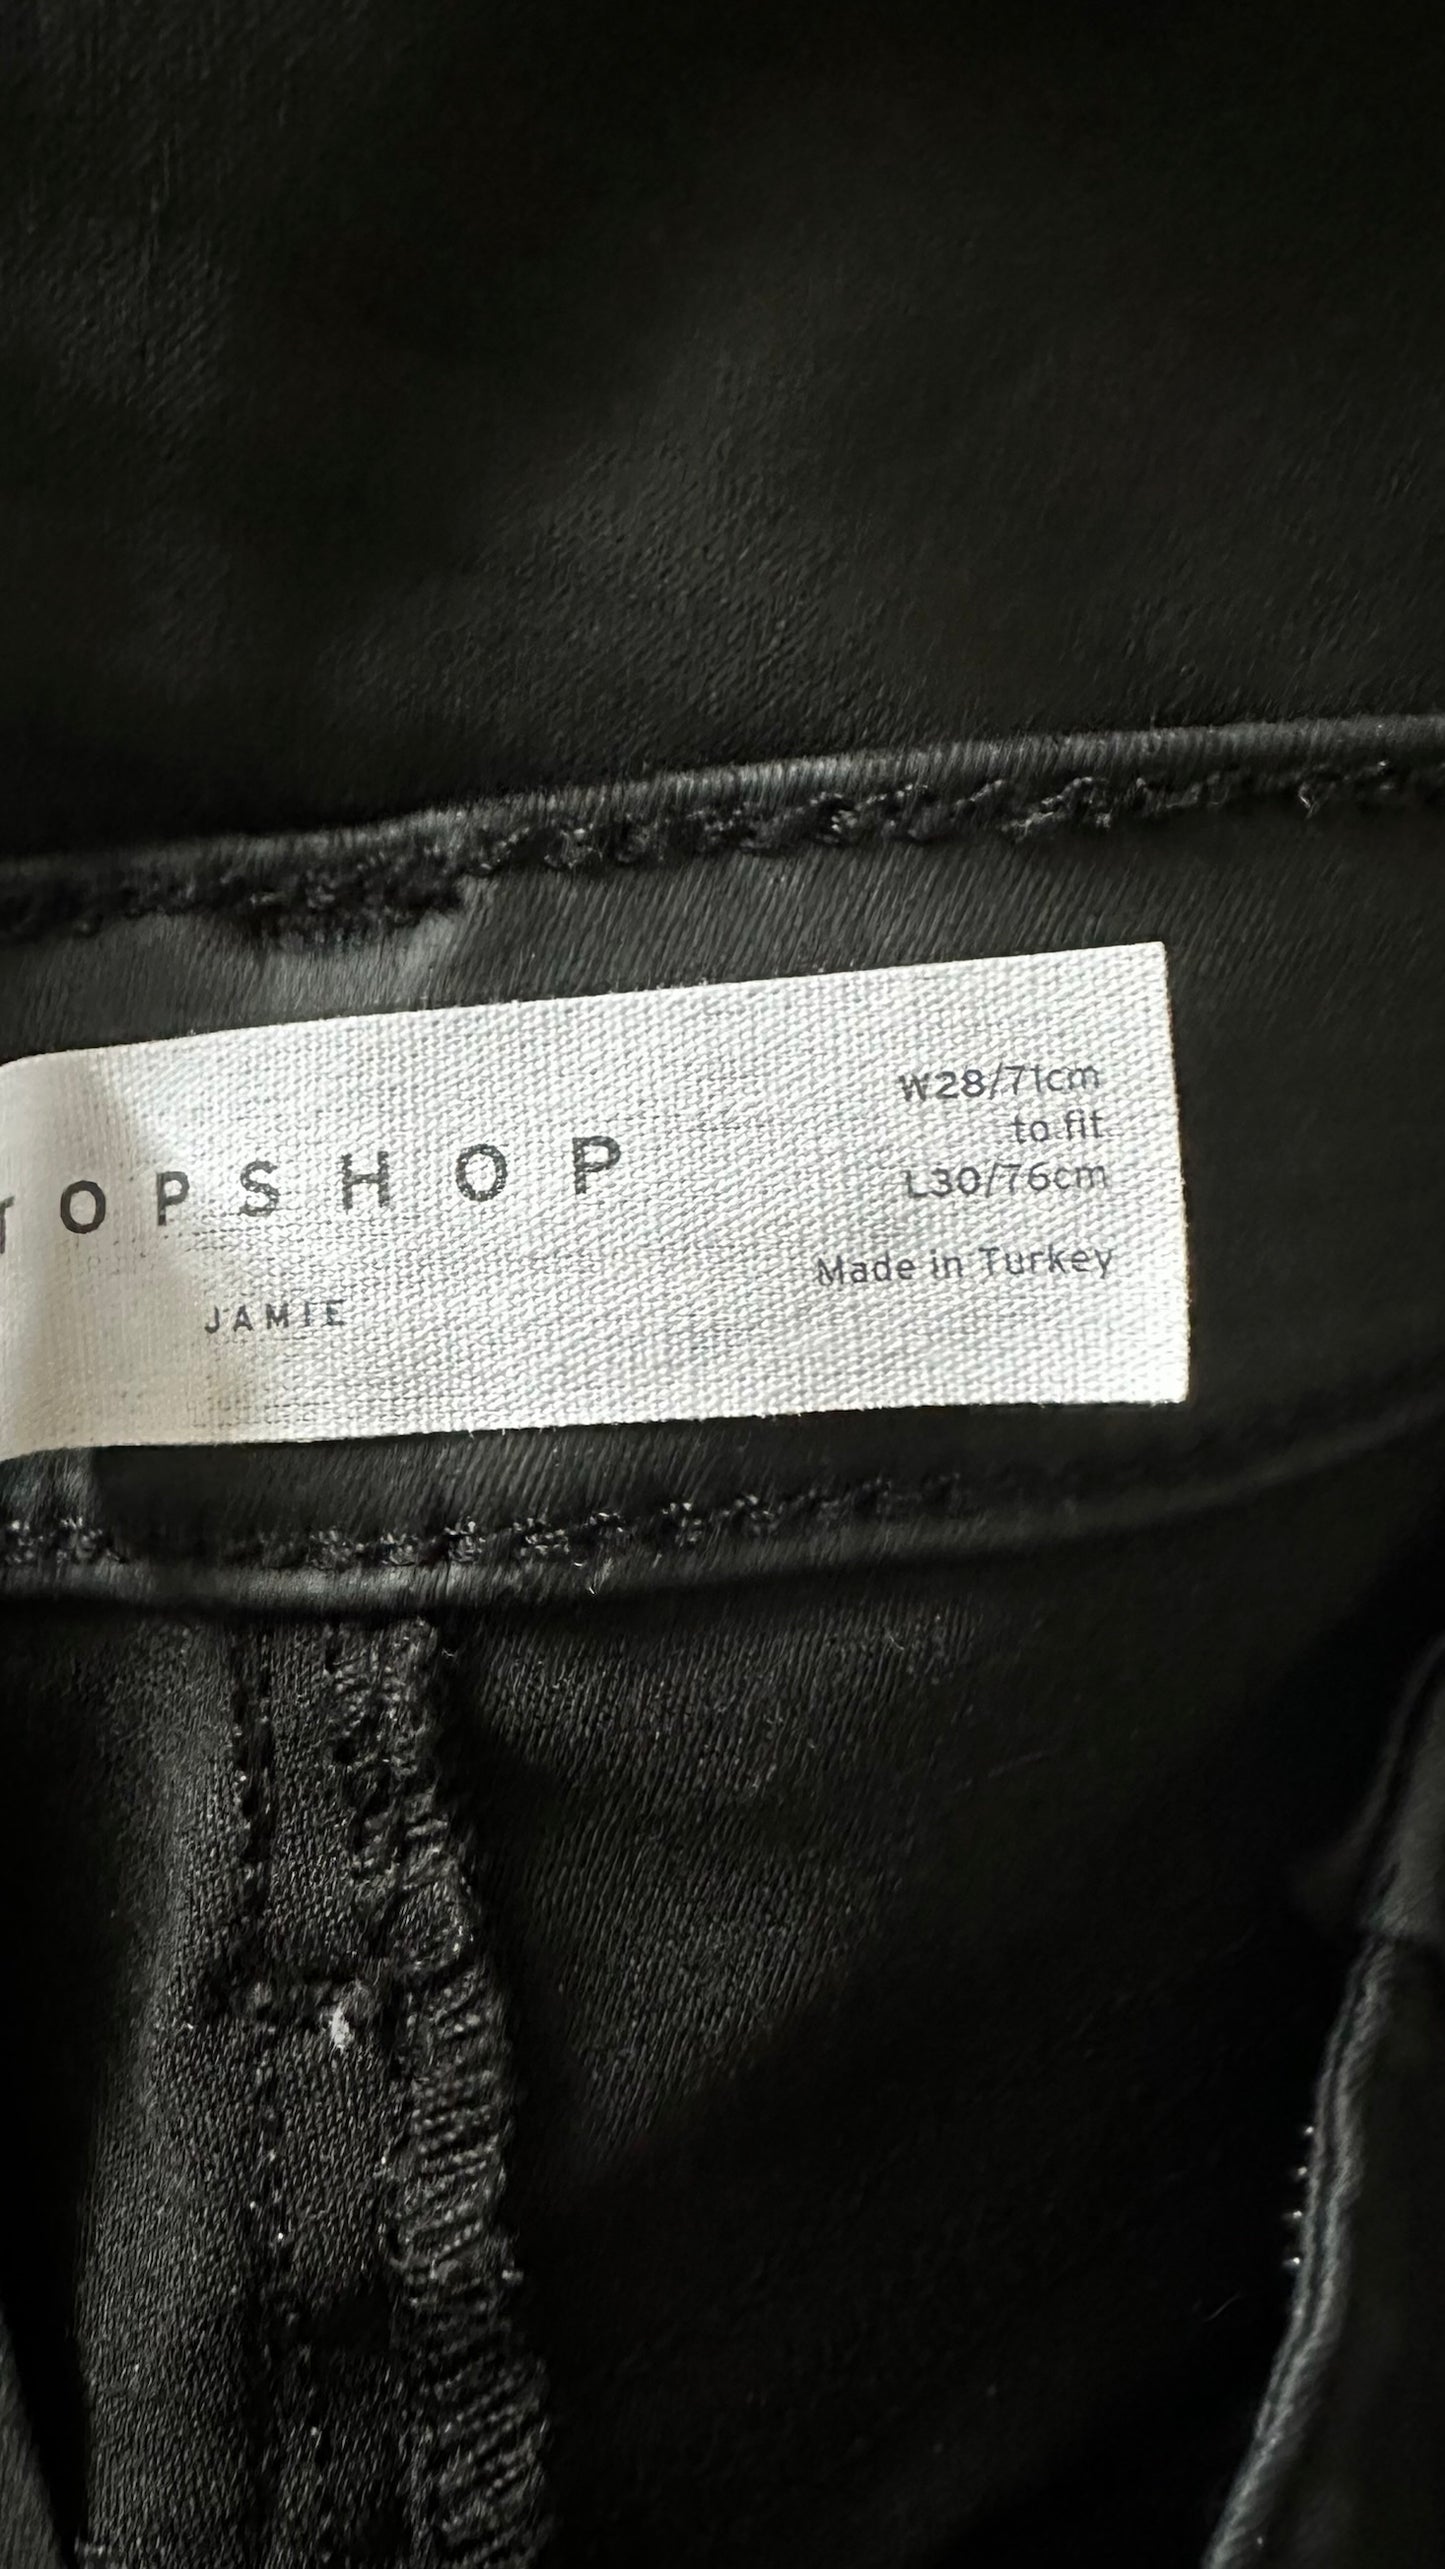 TOPSHOP
JAMIE
W28/71cm
to fit
L30/76cm
Made in Turkey